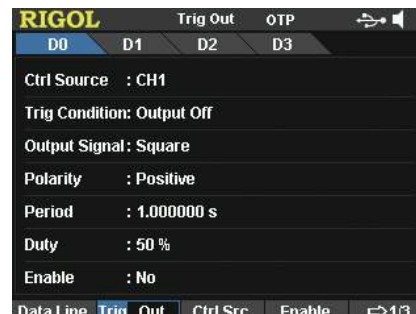 RIGOL Trig Out OTP
D0 D1 D2 D3
Ctrl Source : CH1
Trig Condition: Output Off
Output Signal: Square
Polarity : Positive
Period : 1.000000 s
Duty : 50 %
Enable : No
Data Line Trig Out Ctrl Src Enable 1/3